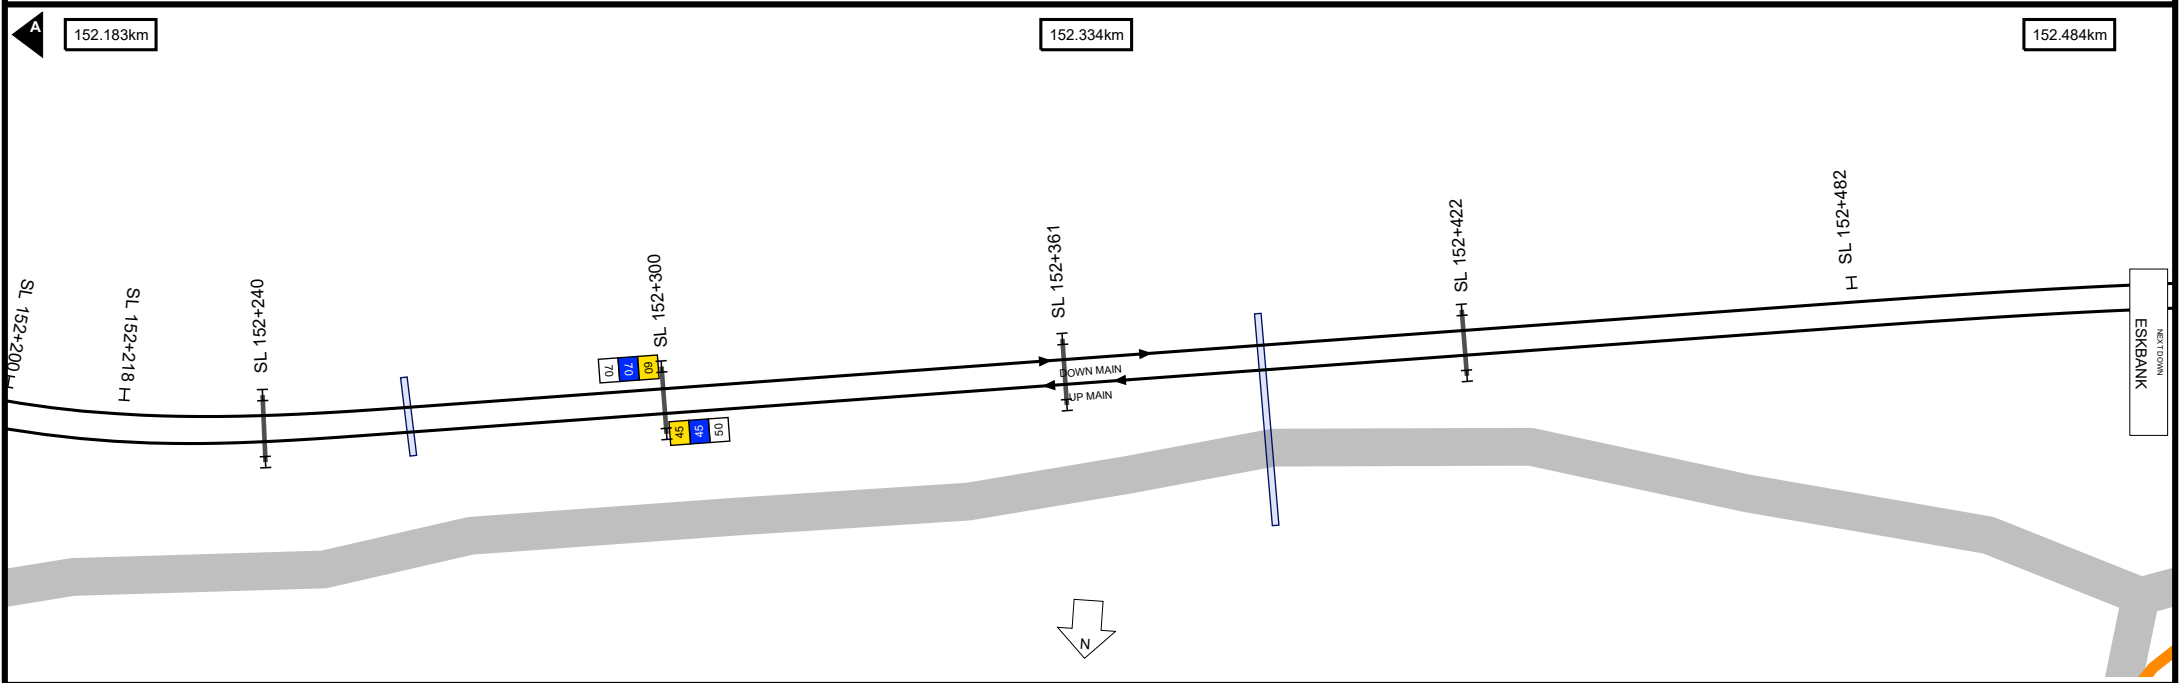 A
152.183km
152.334km
152.484km
SL 152+200
SL 152+218
SL 152+240
SL 152+300
SL 152+361
SL 152+422
SL 152+482
70
70
60
45
45
50
DOWN MAIN
UP MAIN
NEXT DOWN
ESKBANK
N